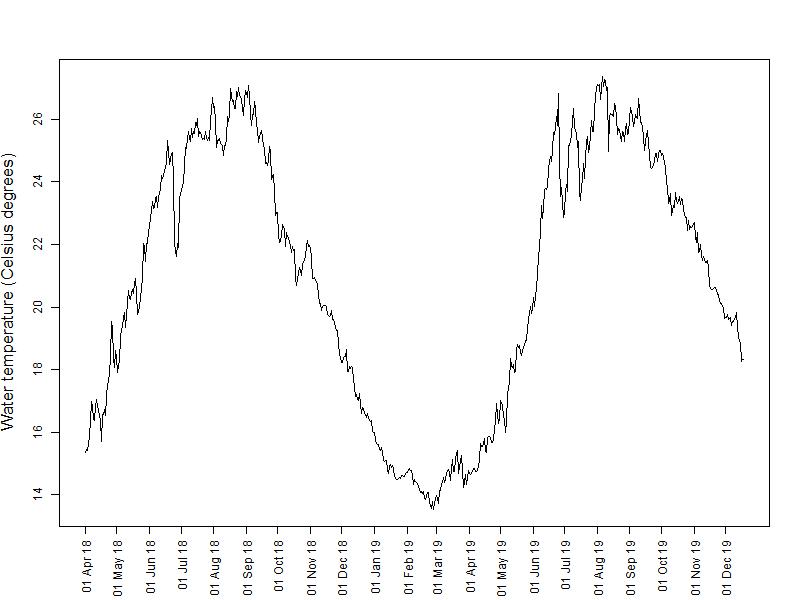 Water temperature (Celsius degrees)
26
24
22
20
18
16
14
01 Apr 18
01 May 18
01 Jun 18
01 Jul 18
01 Aug 18
01 Sep 18
01 Oct 18
01 Nov 18
01 Dec 18
01 Jan 19
01 Feb 19
01 Mar 19
01 Apr 19
01 May 19
01 Jun 19
01 Jul 19
01 Aug 19
01 Sep 19
01 Oct 19
01 Nov 19
01 Dec 19